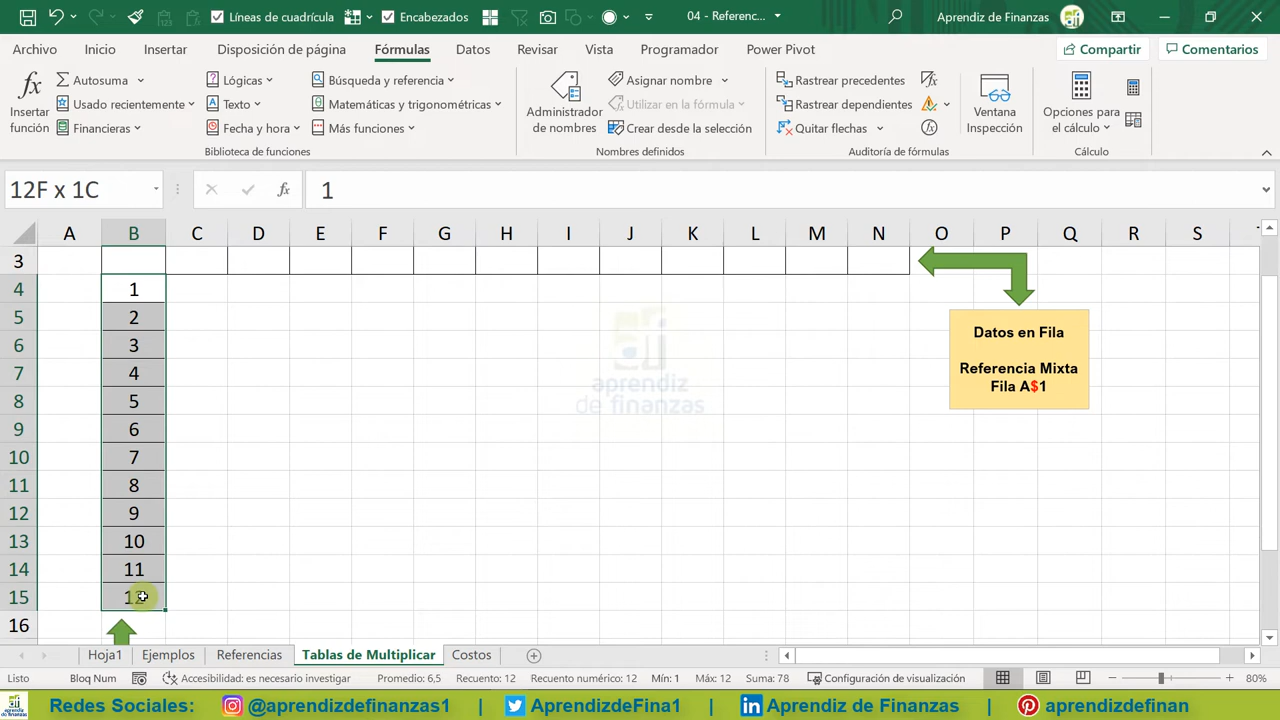 Líneas de cuadrícula Encabezados 04 - Referenc... Aprendiz de Finanzas
Archivo Inicio Insertar Disposición de página Fórmulas Datos Revisar Vista Programador Power Pivot Compartir Comentarios
Insertar función
Autosuma
Usado recientemente
Financieras
Lógicas
Texto
Fecha y hora
Búsqueda y referencia
Matemáticas y trigonométricas
Más funciones
Biblioteca de funciones
Administrador de nombres
Asignar nombre
Utilizar en la fórmula
Crear desde la selección
Nombres definidos
Rastrear precedentes
Rastrear dependientes
Quitar flechas
Auditoría de fórmulas
Ventana Inspección
Opciones para el cálculo
Cálculo
12F x 1C fx 1
A B C D E F G H I J K L M N O P Q R S
3
4 1
5 2
6 3
7 4
8 5
9 6
10 7
11 8
12 9
13 10
14 11
15 12
16
Datos en Fila
Referencia Mixta
Fila A$1
afi
aprendiz
de finanzas
Hoja1 Ejemplos Referencias Tablas de Multiplicar Costos
Listo Bloq Num Accesibilidad: es necesario investigar Promedio: 6,5 Recuento: 12 Recuento numérico: 12 Mín: 1 Máx: 12 Suma: 78 Configuración de visualización 80%
Redes Sociales: @aprendizdefinanzas1 | AprendizdeFina1 | Aprendiz de Finanzas | aprendizdefinan